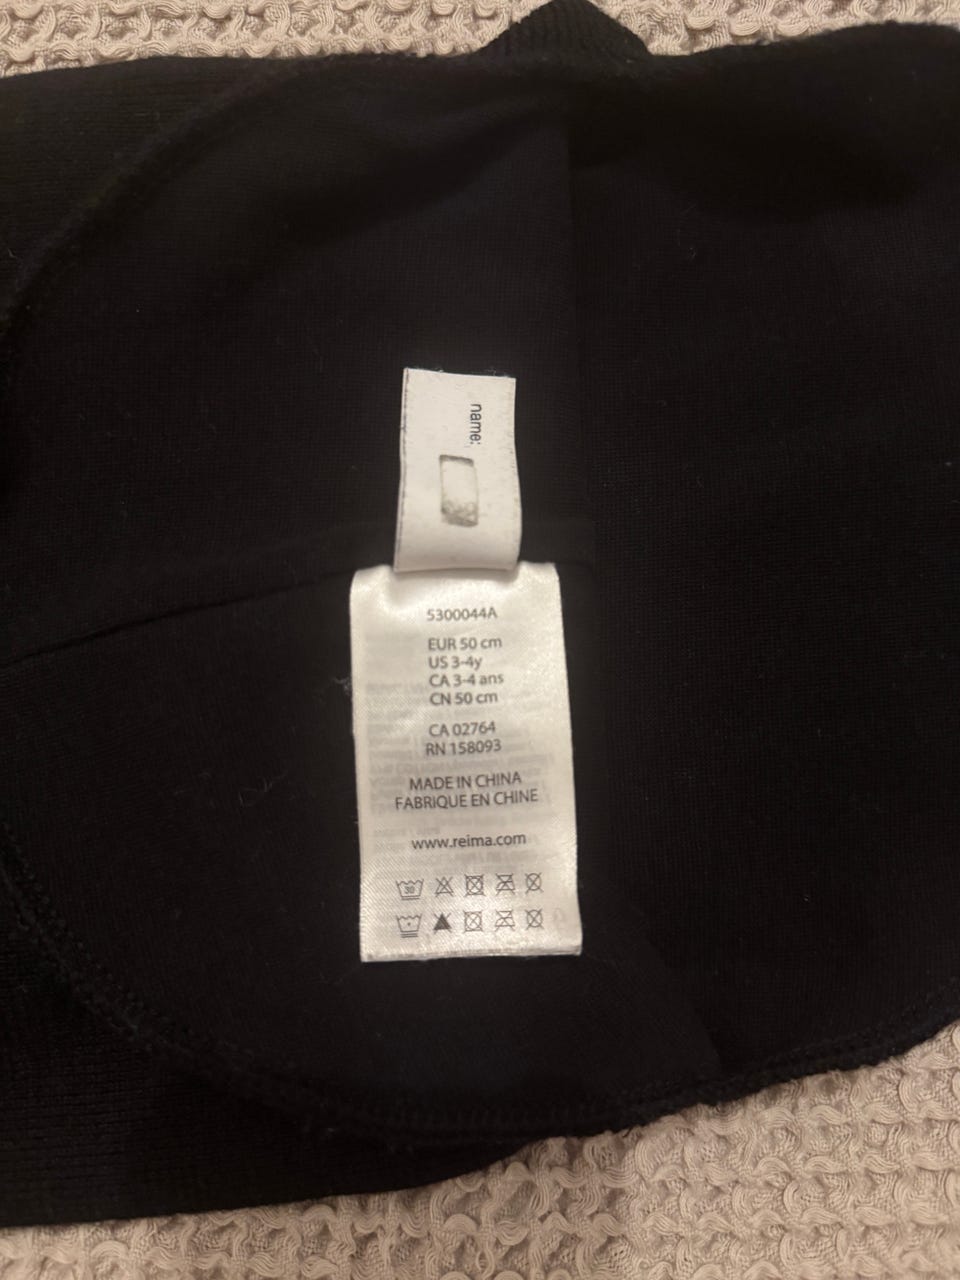 name:
5300044A
EUR 50 cm
US 3-4y
CA 3-4 ans
CN 50 cm
CA 02764
RN 158093
MADE IN CHINA
FABRIQUE EN CHINE
www.reima.com
30